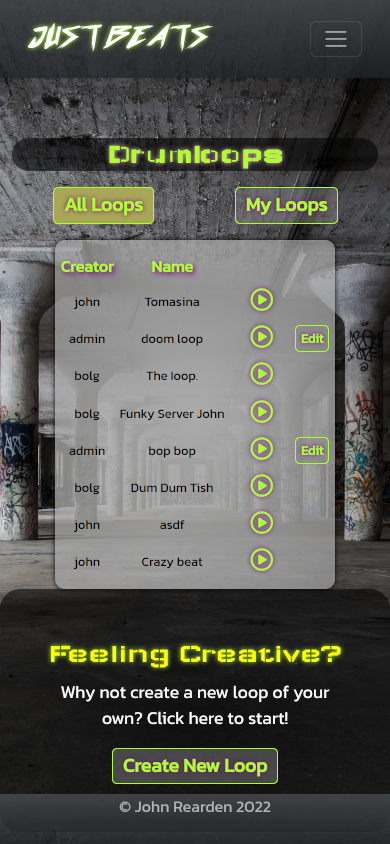 JUST BEATS
Drumloops
All Loops My Loops
Creator Name
john Tomasina
admin doom loop Edit
bolg The loop.
bolg Funky Server John
admin bop bop Edit
bolg Dum Dum Tish
john asdf
john Crazy beat
Feeling Creative?
Why not create a new loop of your
own? Click here to start!
Create New Loop
© John Rearden 2022